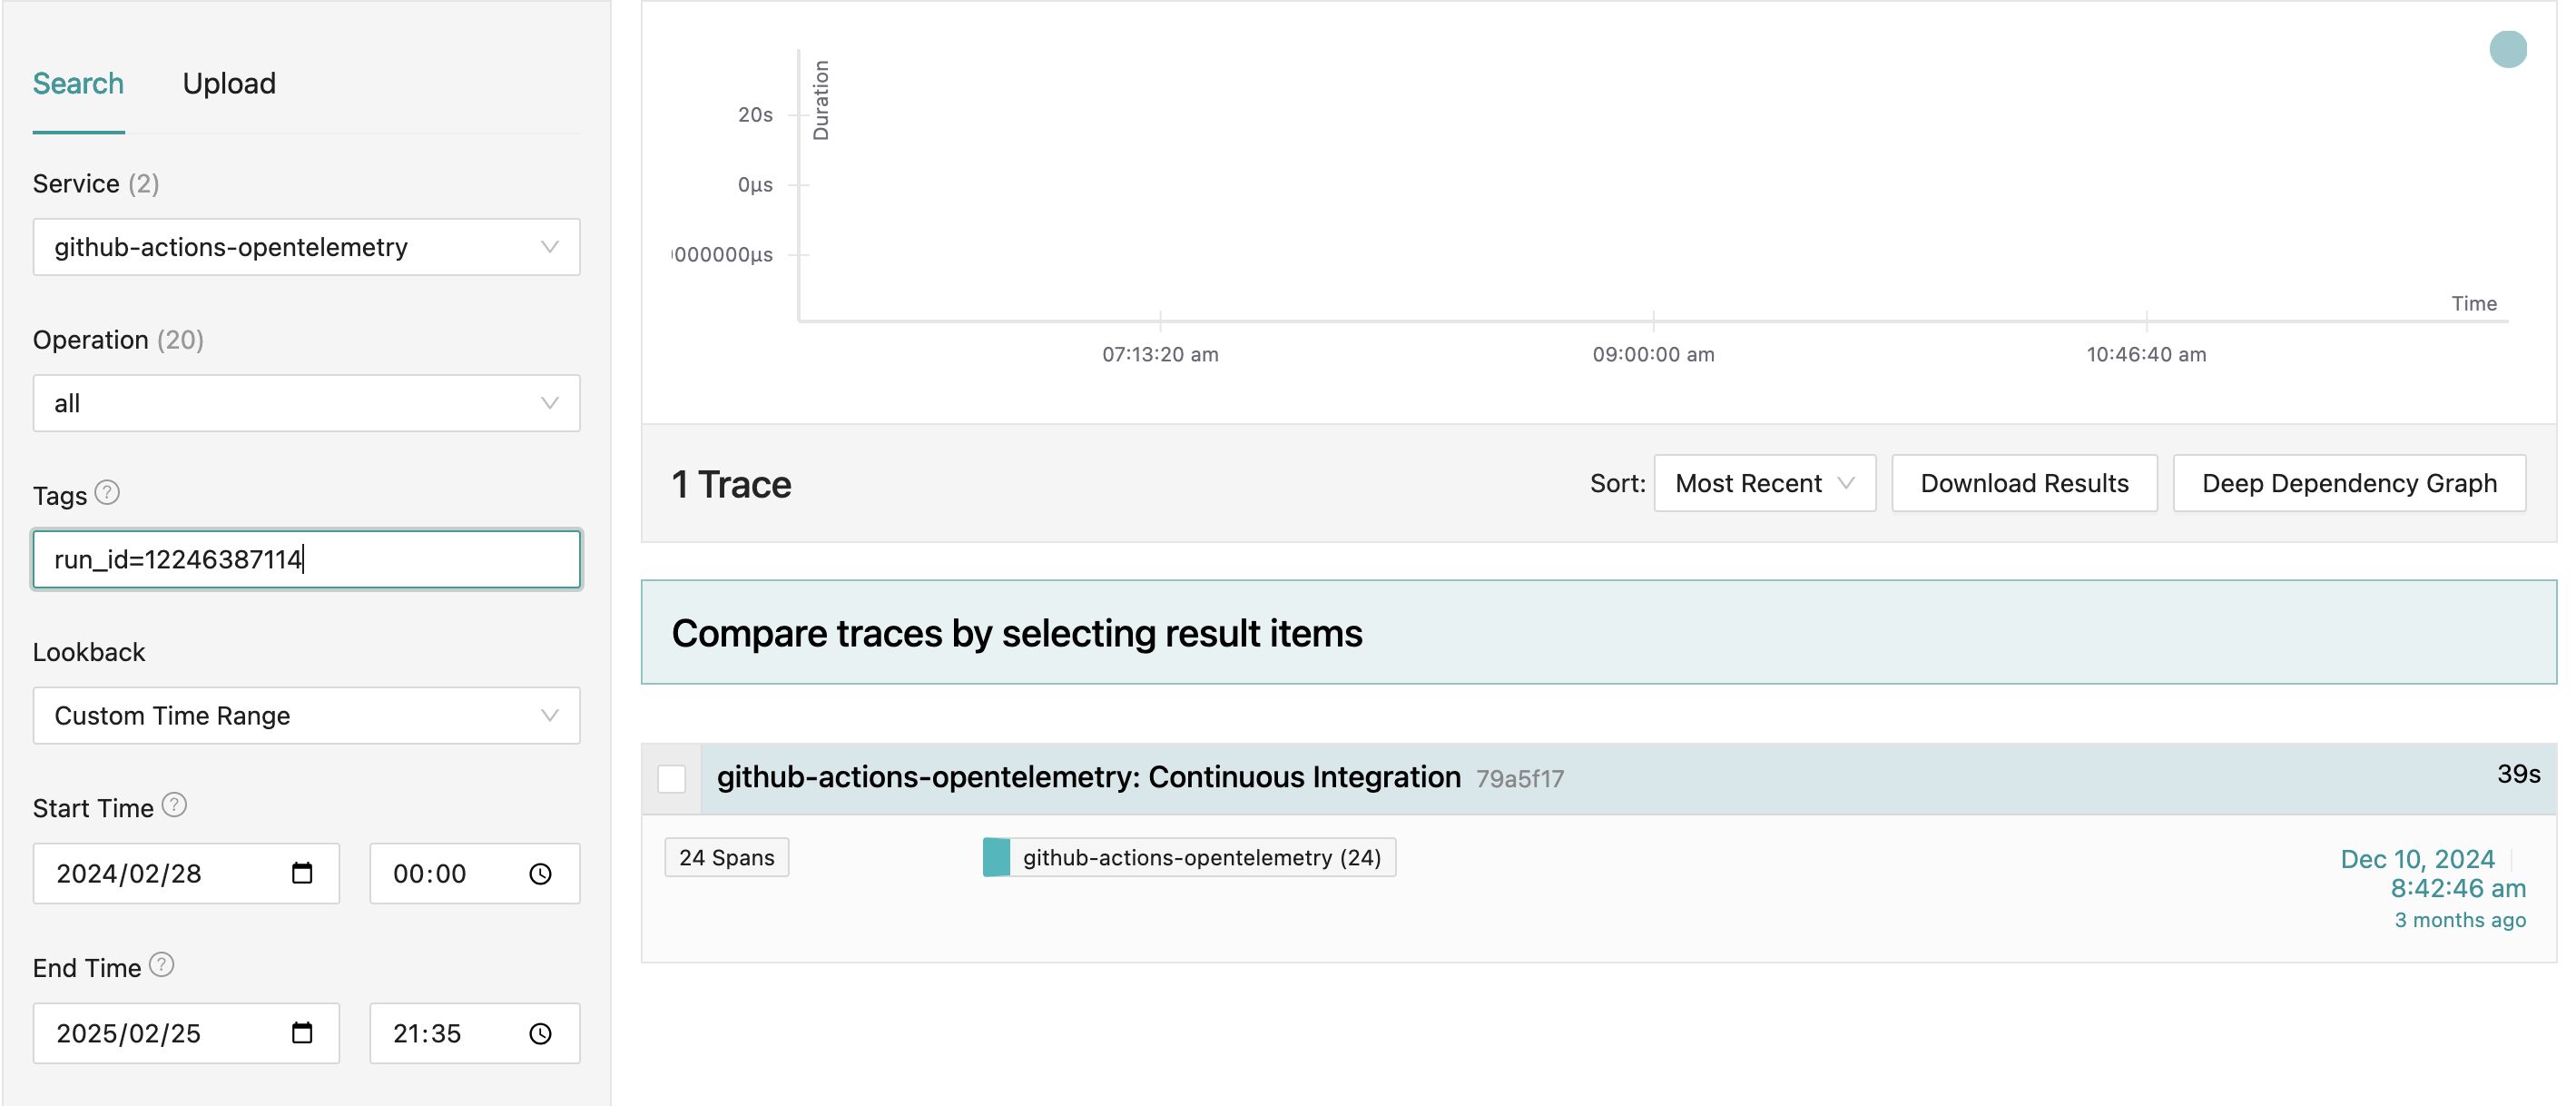 Search Upload
Service (2)
github-actions-opentelemetry
Operation (20)
all
Tags ?
run_id=12246387114
Lookback
Custom Time Range
Start Time ?
2024/02/28 00:00
End Time ?
2025/02/25 21:35
Duration
20s
0μs
000000μs
Time
07:13:20 am 09:00:00 am 10:46:40 am
1 Trace
Sort: Most Recent Download Results Deep Dependency Graph
Compare traces by selecting result items
github-actions-opentelemetry: Continuous Integration 79a5f17 39s
24 Spans github-actions-opentelemetry (24)
Dec 10, 2024
8:42:46 am
3 months ago